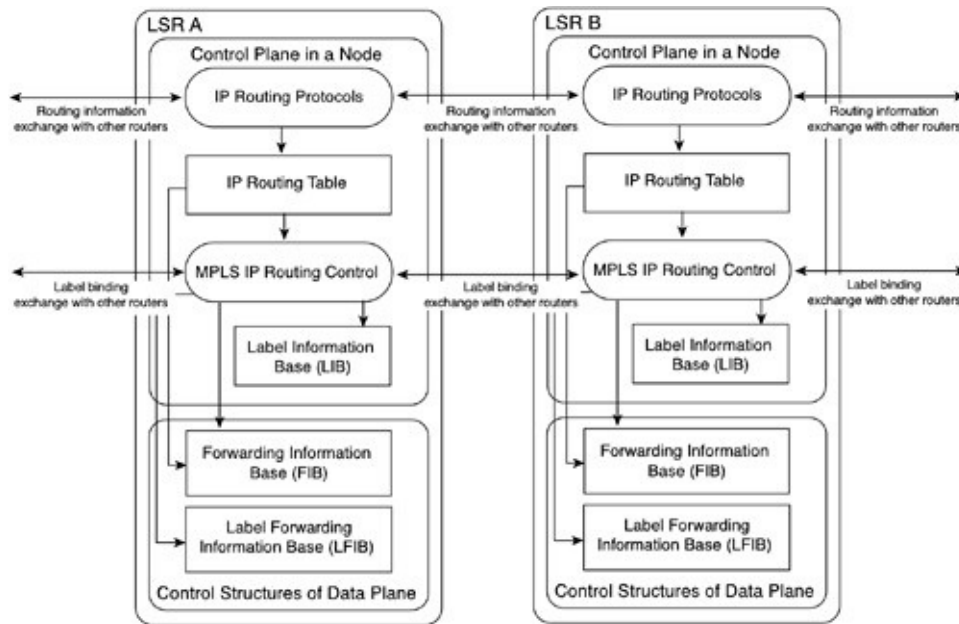 LSR A
Control Plane in a Node
IP Routing Protocols
Routing information
exchange with other routers
IP Routing Table
MPLS IP Routing Control
Label binding
exchange with other routers
Label Information
Base (LIB)
Forwarding Information
Base (FIB)
Label Forwarding
Information Base (LFIB)
Control Structures of Data Plane
Routing information
exchange with other routers
Label binding
exchange with other routers
LSR B
Control Plane in a Node
IP Routing Protocols
Routing information
exchange with other routers
IP Routing Table
MPLS IP Routing Control
Label binding
exchange with other routers
Label Information
Base (LIB)
Forwarding Information
Base (FIB)
Label Forwarding
Information Base (LFIB)
Control Structures of Data Plane